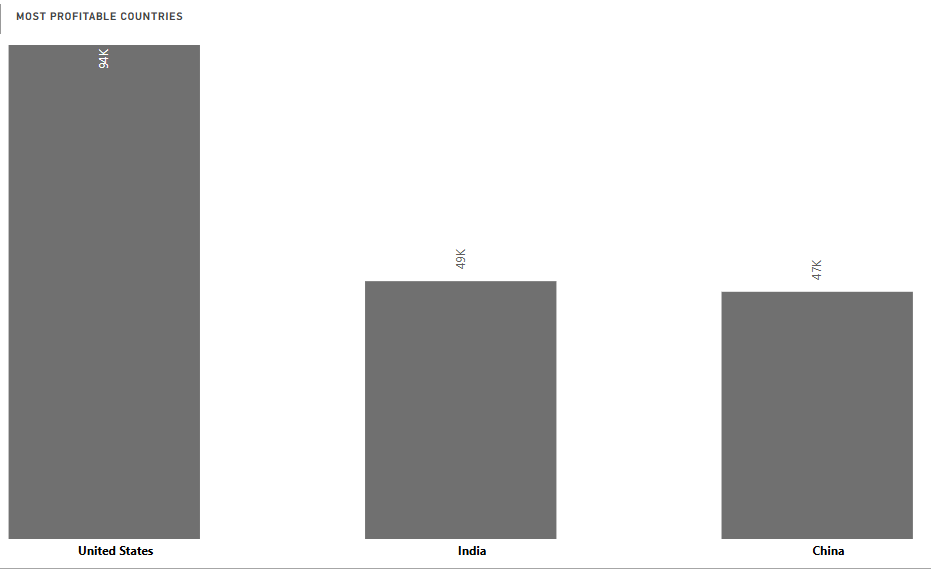 MOST PROFITABLE COUNTRIES
94K
49K
47K
United States
India
China